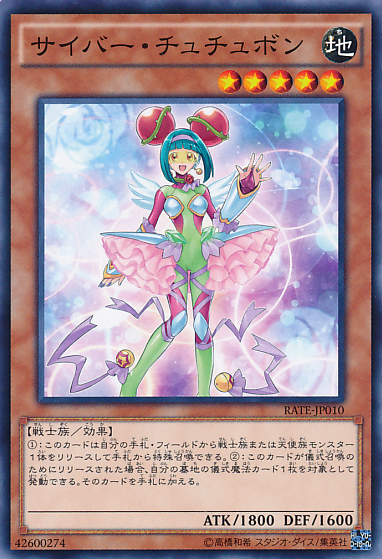 サイバー・チュチュボン
地
RATE-JP010
【戦士族／効果】
①：このカードは自分の手札・フィールドから戦士族または天使族モンスター
1体をリリースして手札から特殊召喚できる。②：このカードが儀式召喚の
ためにリリースされた場合、自分の墓地の儀式魔法カード1枚を対象として
発動できる。そのカードを手札に加える。
ATK/1800 DEF/1600
42600274
©高橋和希 スタジオ・ダイス/集英社